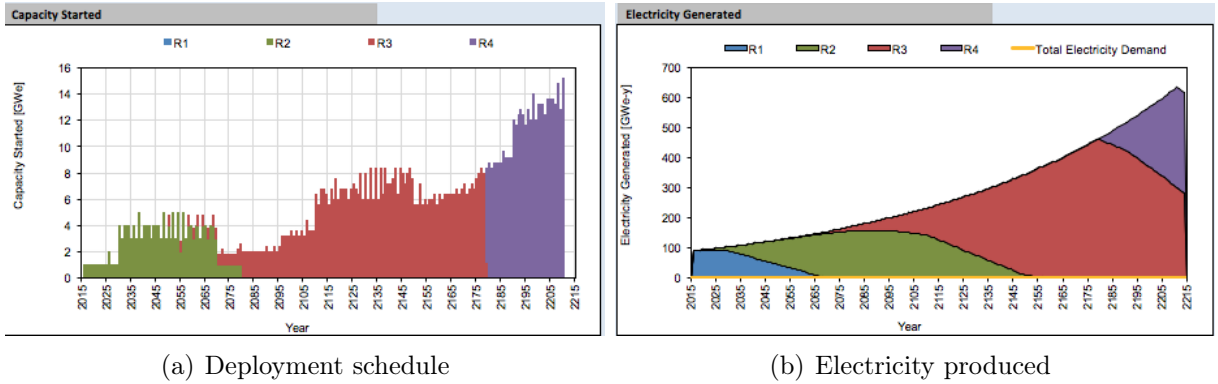 Capacity Started
R1 R2 R3 R4
Capacity Started [GWe]
16
14
12
10
8
6
4
2
0
2015 2025 2035 2045 2055 2065 2075 2085 2095 2105 2115 2125 2135 2145 2155 2165 2175 2185 2195 2205 2215
Year
(a) Deployment schedule
Electricity Generated
R1 R2 R3 R4 Total Electricity Demand
Electricity Generated [GWe-y]
700
600
500
400
300
200
100
0
2015 2025 2035 2045 2055 2065 2075 2085 2095 2105 2115 2125 2135 2145 2155 2165 2175 2185 2195 2205 2215
Year
(b) Electricity produced